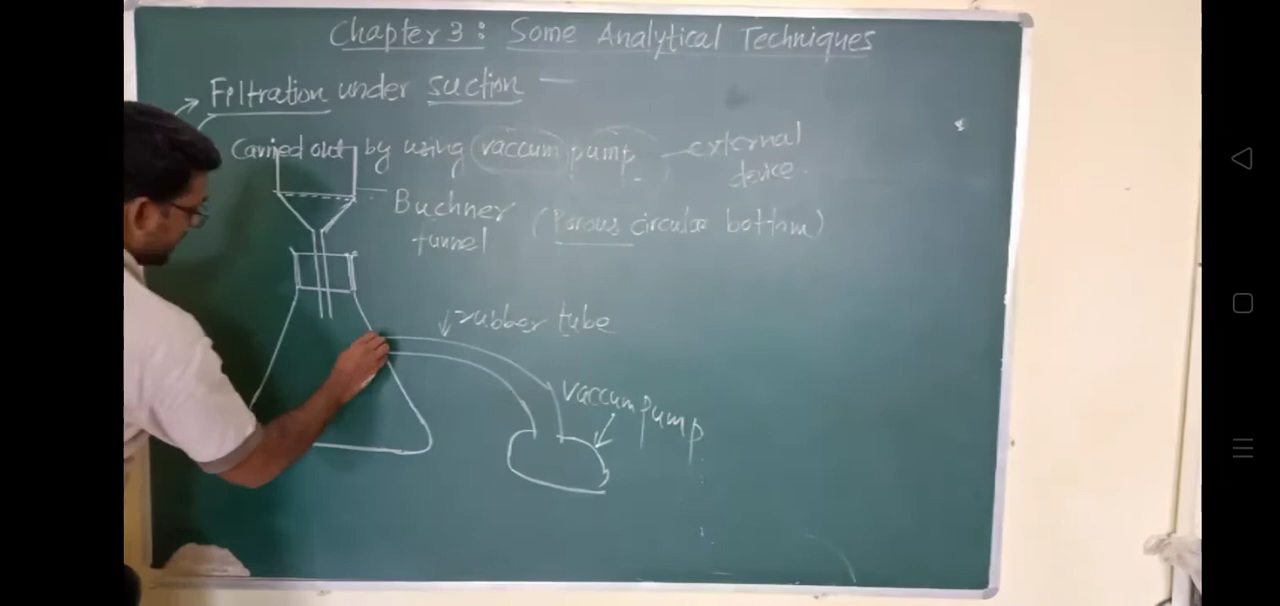 Chapter 3 : Some Analytical Techniques
Filtration under suction —
Carried out by using vaccum pump — external
device.
Buchner (Porous circular bottom)
funnel
rubber tube
vaccum pump